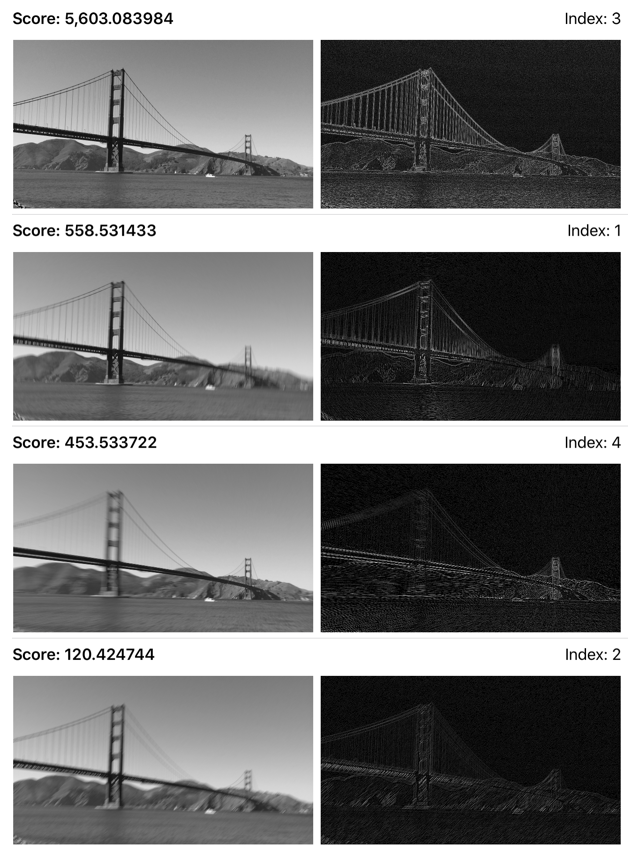 Score: 5,603.083984 Index: 3
Score: 558.531433 Index: 1
Score: 453.533722 Index: 4
Score: 120.424744 Index: 2